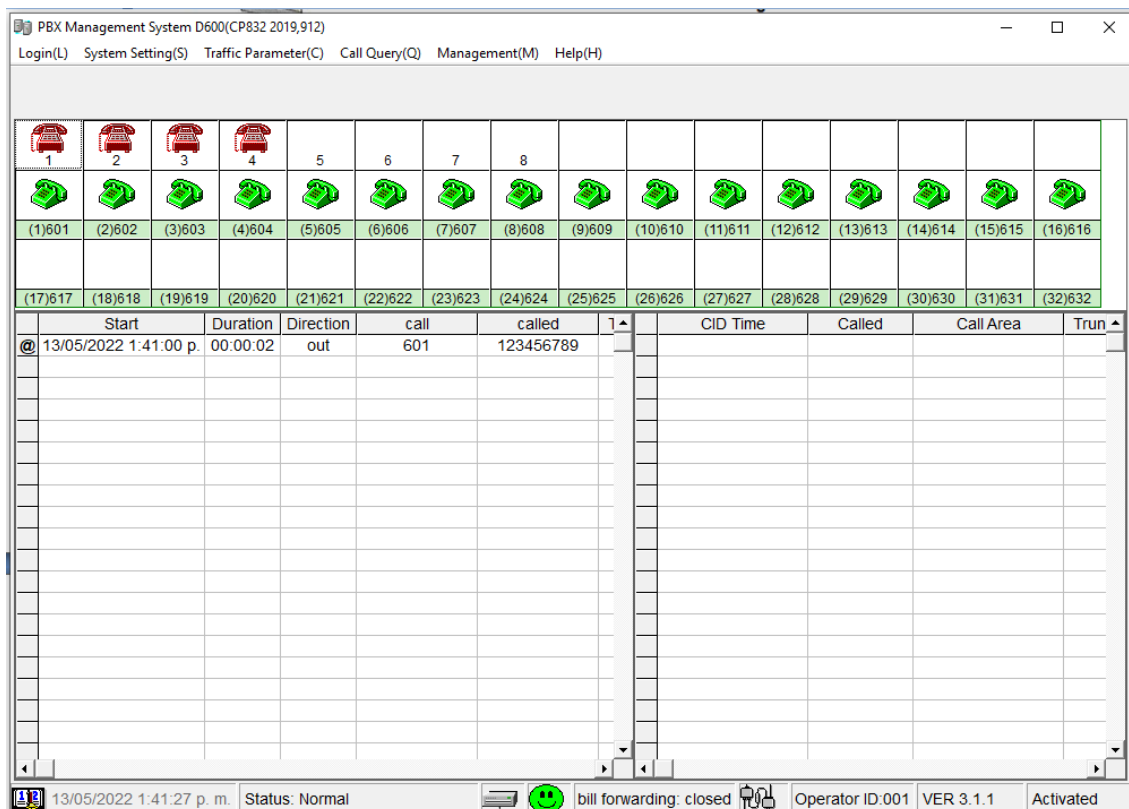 PBX Management System D600(CP832 2019,912)
Login(L) System Setting(S) Traffic Parameter(C) Call Query(Q) Management(M) Help(H)
1 2 3 4 5 6 7 8
(1)601 (2)602 (3)603 (4)604 (5)605 (6)606 (7)607 (8)608 (9)609 (10)610 (11)611 (12)612 (13)613 (14)614 (15)615 (16)616
(17)617 (18)618 (19)619 (20)620 (21)621 (22)622 (23)623 (24)624 (25)625 (26)626 (27)627 (28)628 (29)629 (30)630 (31)631 (32)632
Start Duration Direction call called CID Time Called Call Area Trun
@ 13/05/2022 1:41:00 p. 00:00:02 out 601 123456789
13/05/2022 1:41:27 p. m. Status: Normal bill forwarding: closed Operator ID:001 VER 3.1.1 Activated